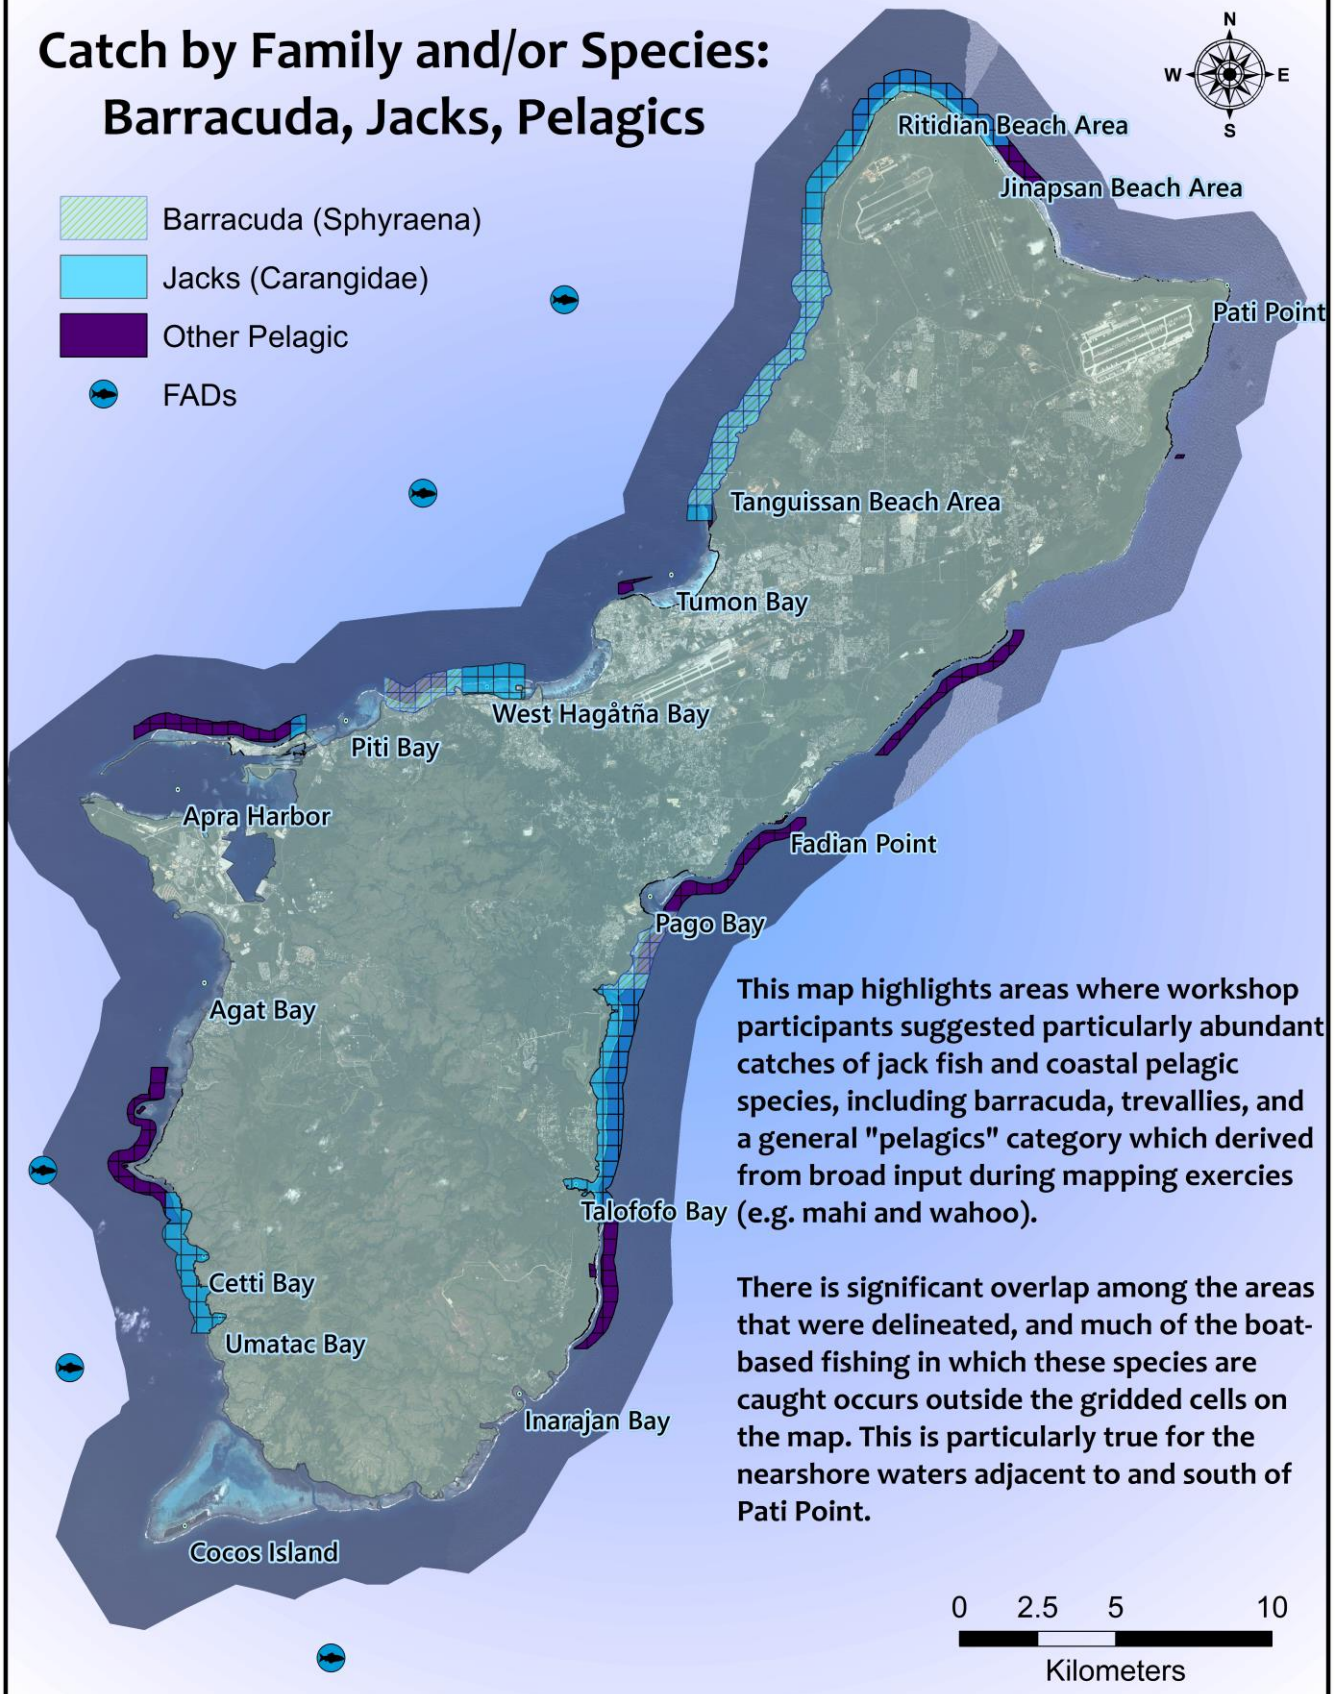 Catch by Family and/or Species:
Barracuda, Jacks, Pelagics
N
W
E
S
Barracuda (Sphyraena)
Jacks (Carangidae)
Other Pelagic
FADs
Ritidian Beach Area
Jinapsan Beach Area
Pati Point
Tanguissan Beach Area
Tumon Bay
West Hagåtña Bay
Piti Bay
Apra Harbor
Fadian Point
Pago Bay
Agat Bay
Talofofo Bay
Cetti Bay
Umatac Bay
Inarajan Bay
Cocos Island
This map highlights areas where workshop
participants suggested particularly abundant
catches of jack fish and coastal pelagic
species, including barracuda, trevallies, and
a general "pelagics" category which derived
from broad input during mapping exercies
(e.g. mahi and wahoo).
There is significant overlap among the areas
that were delineated, and much of the boat-
based fishing in which these species are
caught occurs outside the gridded cells on
the map. This is particularly true for the
nearshore waters adjacent to and south of
Pati Point.
0 2.5 5 10
Kilometers